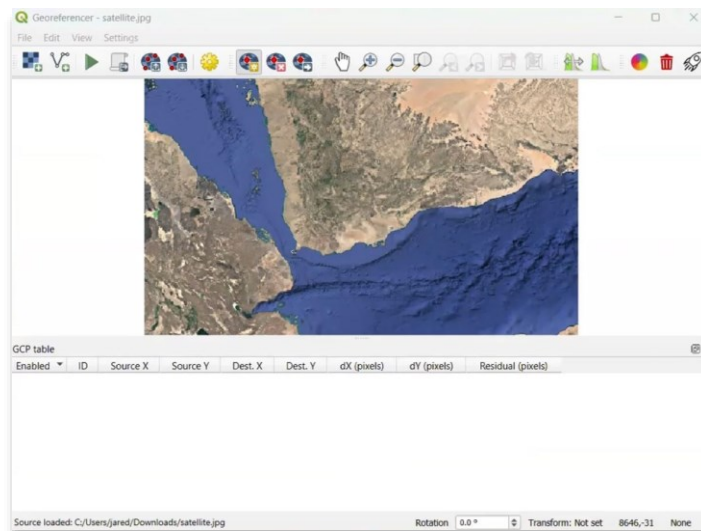 Georeferencer - satellite.jpg
File Edit View Settings
GCP table
Enabled ID Source X Source Y Dest. X Dest. Y dX (pixels) dY (pixels) Residual (pixels)
Source loaded: C:/Users/jared/Downloads/satellite.jpg Rotation 0.0 ° Transform: Not set 8646,-31 None